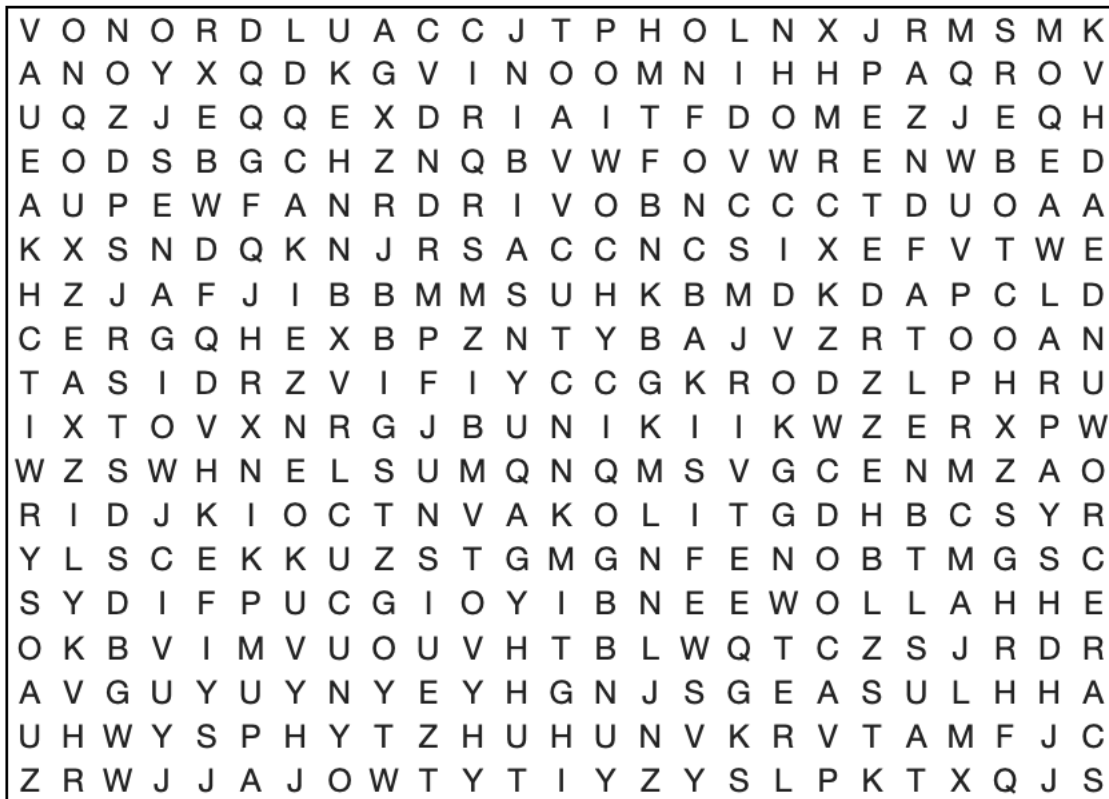 V O N O R D L U A C C J T P H O L N X J R M S M K
A N O Y X Q D K G V I N O O M N I H H P A Q R O V
U Q Z J E Q Q E X D R I A I T F D O M E Z J E Q H
E O D S B G C H Z N Q B V W F O V W R E N W B E D
A U P E W F A N R D R I V O B N C C C T D U O A A
K X S N D Q K N J R S A C C N C S I X E F V T W E
H Z J A F J I B B M M S U H K B M D K D A P C L D
C E R G Q H E X B P Z N T Y B A J V Z R T O O A N
T A S I D R Z V I F I Y C C G K R O D Z L P H R U
I X T O V X N R G J B U N I K I I K W Z E R X P W
W Z S W H N E L S U M Q N Q M S V G C E N M Z A O
R I D J K I O C T N V A K O L I T G D H B C S Y R
Y L S C E K K U Z S T G M G N F E N O B T M G S C
S Y D I F P U C G I O Y I B N E E W O L L A H H E
O K B V I M V U O U V H T B L W Q T C Z S J R D R
A V G U Y U Y N Y E Y H G N J S G E A S U L H H A
U H W Y S P H Y T Z H U H U N V K R V T A M F J C
Z R W J J A J O W T Y T I Y Z Y S L P K T X Q J S